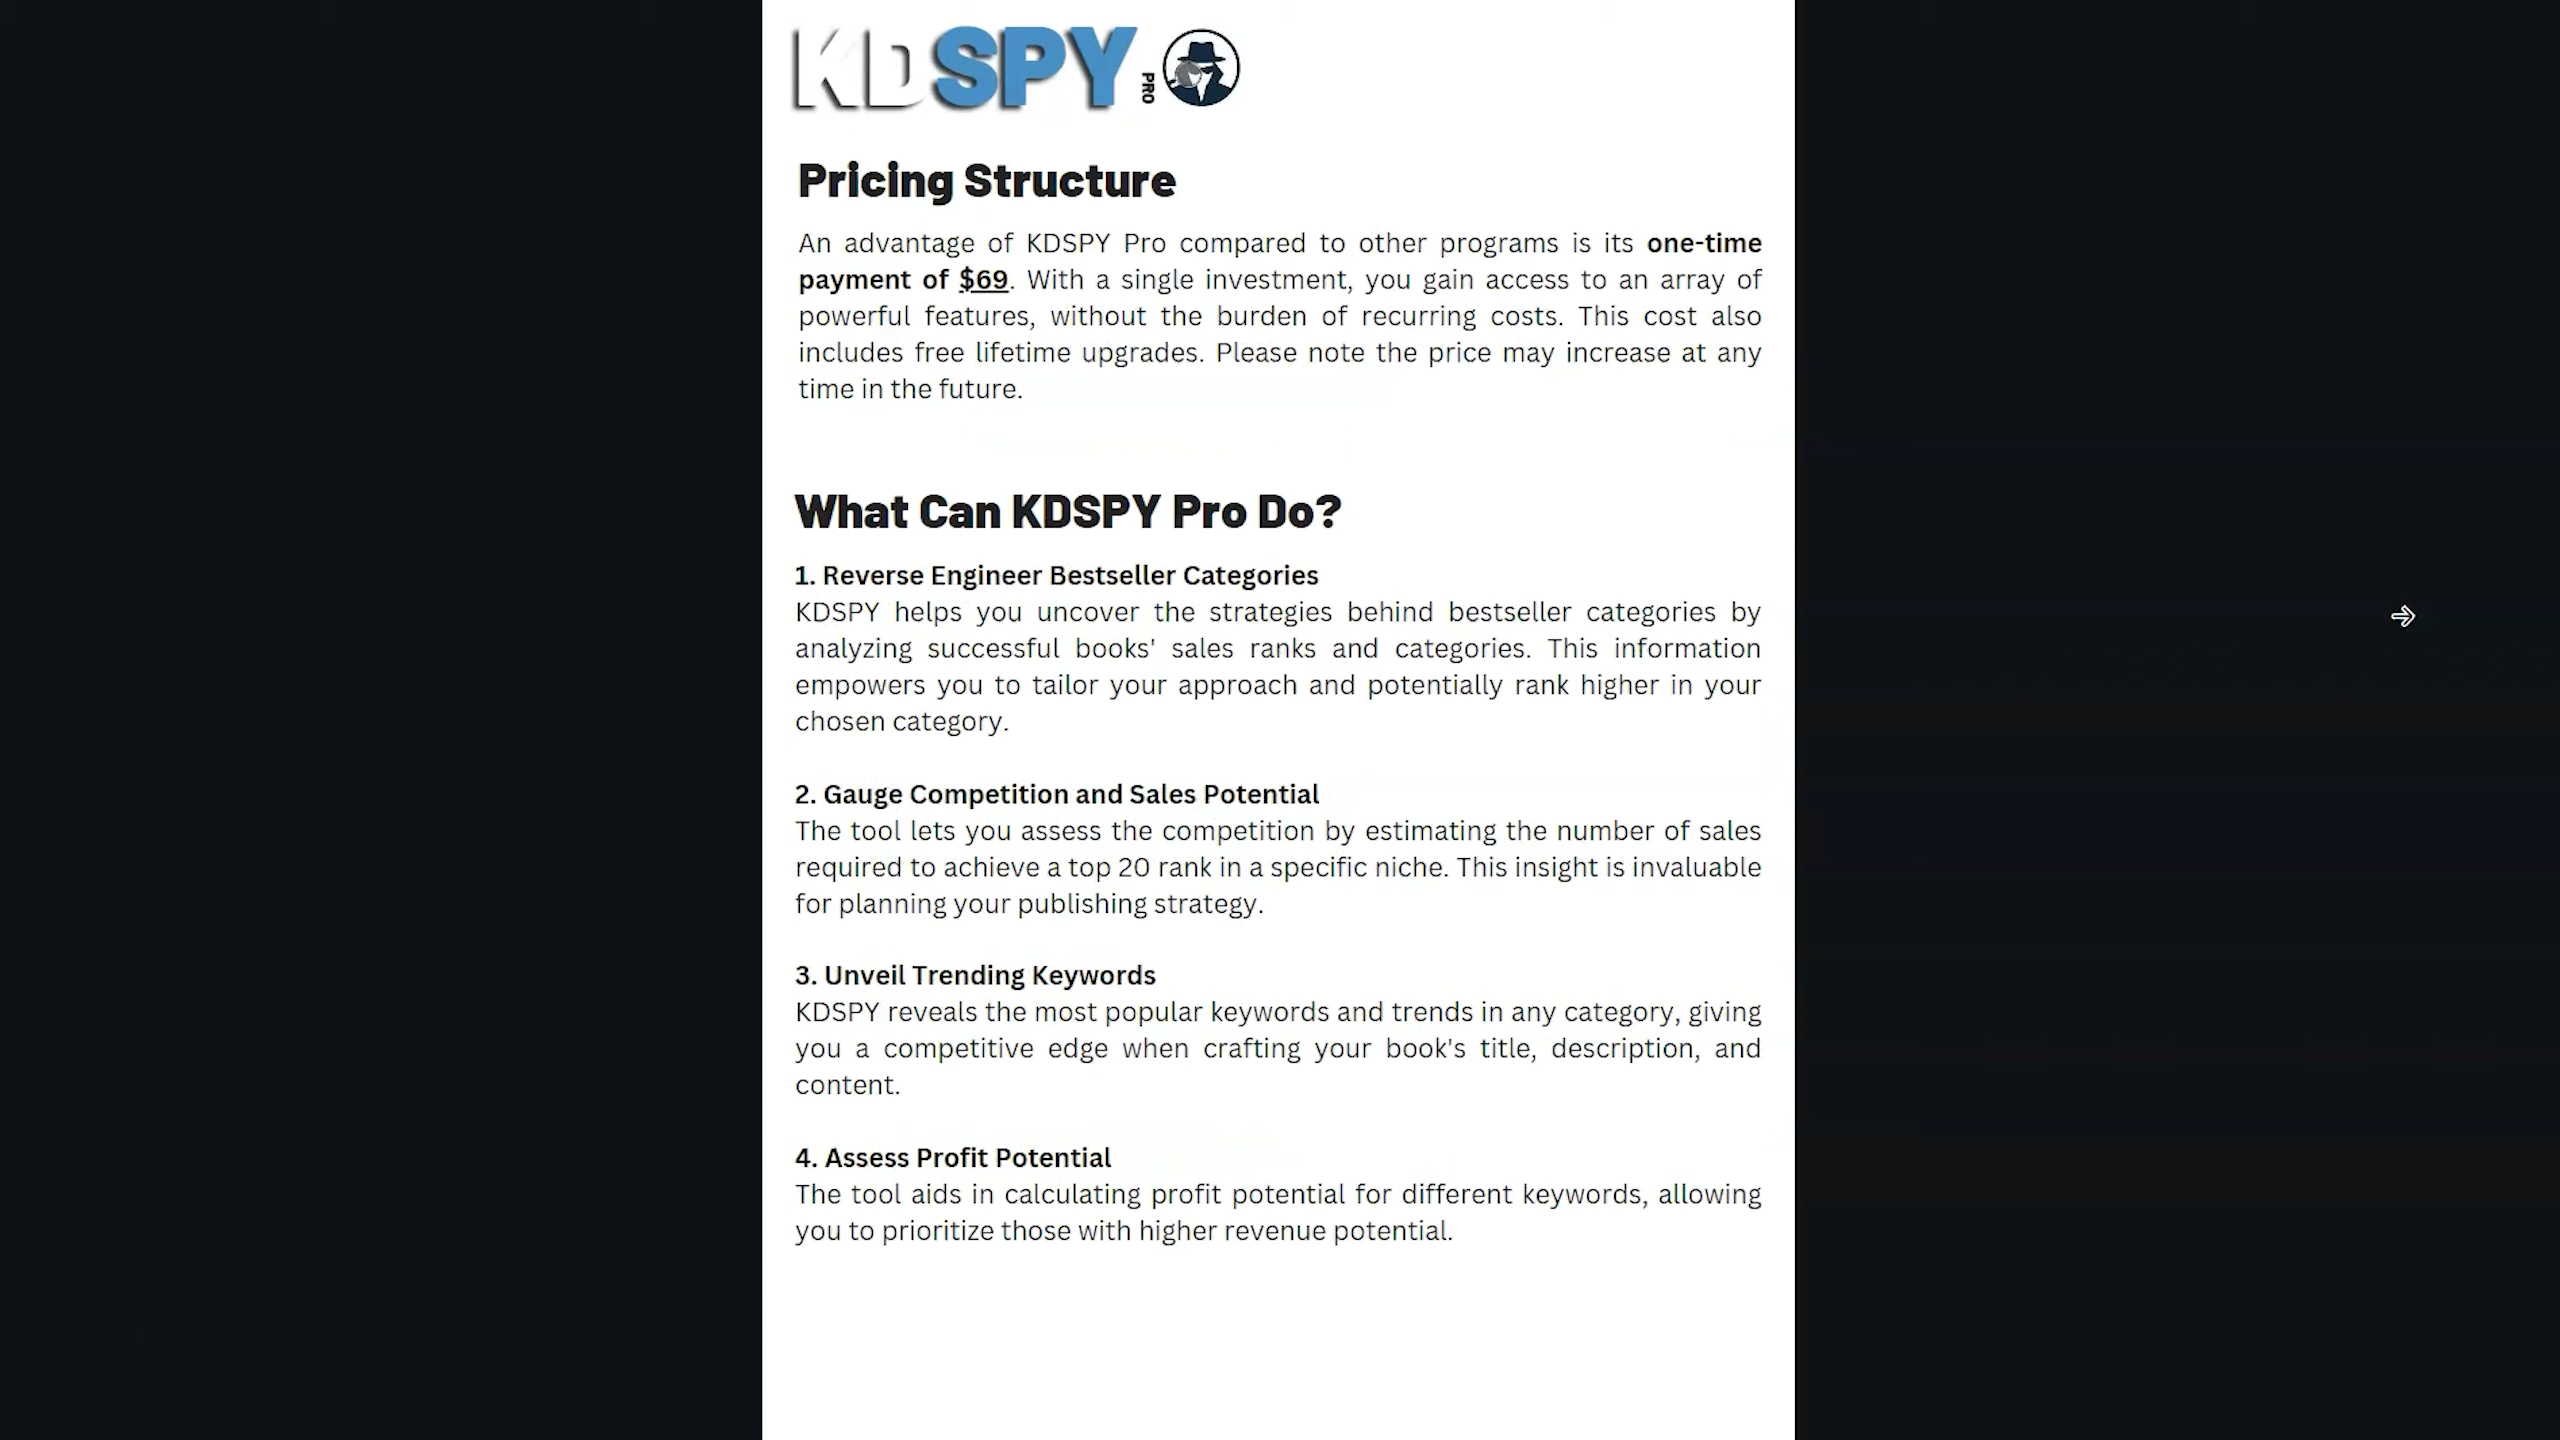 KDSPY PRO
Pricing Structure
An advantage of KDSPY Pro compared to other programs is its one-time
payment of $69. With a single investment, you gain access to an array of
powerful features, without the burden of recurring costs. This cost also
includes free lifetime upgrades. Please note the price may increase at any
time in the future.
What Can KDSPY Pro Do?
1. Reverse Engineer Bestseller Categories
KDSPY helps you uncover the strategies behind bestseller categories by
analyzing successful books' sales ranks and categories. This information
empowers you to tailor your approach and potentially rank higher in your
chosen category.
2. Gauge Competition and Sales Potential
The tool lets you assess the competition by estimating the number of sales
required to achieve a top 20 rank in a specific niche. This insight is invaluable
for planning your publishing strategy.
3. Unveil Trending Keywords
KDSPY reveals the most popular keywords and trends in any category, giving
you a competitive edge when crafting your book's title, description, and
content.
4. Assess Profit Potential
The tool aids in calculating profit potential for different keywords, allowing
you to prioritize those with higher revenue potential.